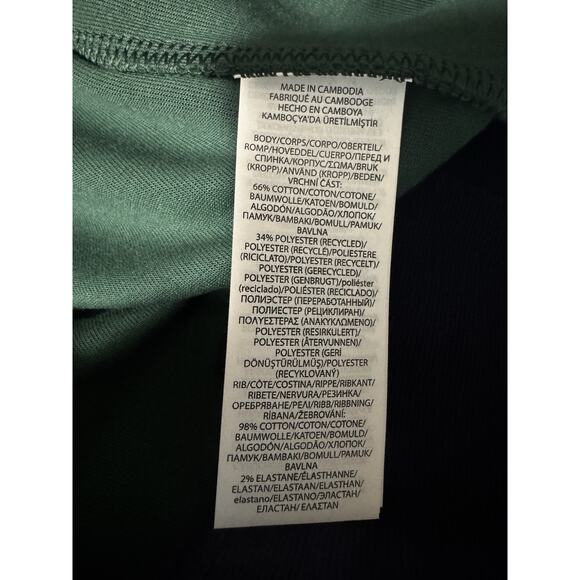 MADE IN CAMBODIA
FABRIQUÉ AU CAMBODGE
HECHO EN CAMBOYA
KAMBOÇYA'DA ÜRETİLMİŞTİR
BODY/CORPS/CORPO/OBERTEIL/
ROMP/HOVEDDEL/CUERPO/ПЕРЕД И
СПИНКА/КОРПУС/ΣΩΜΑ/BRUK
(KROPP)/ANVÄND (KROPP)/BEDEN/
VRCHNÍ ČÁST:
66% COTTON/COTON/COTONE/
BAUMWOLLE/KATOEN/BOMULD/
ALGODÓN/ALGODÃO/ХЛОПОК/
ПАМУК/ΒΑΜΒΑΚΙ/BOMULL/PAMUK/
BAVLNA
34% POLYESTER (RECYCLED)/
POLYESTER (RECYCLÉ)/POLIESTERE
(RICICLATO)/POLYESTER (RECYCELT)/
POLYESTER (GERECYCLED)/
POLYESTER (GENBRUGT)/poliéster
(reciclado)/POLIÉSTER (RECICLADO)/
ПОЛИЭСТЕР (ПЕРЕРАБОТАННЫЙ)/
ПОЛИЕСТЕР (РЕЦИКЛИРАН)/
ΠΟΛΥΕΣΤΕΡΑΣ (ΑΝΑΚΥΚΛΩΜΕΝΟ)/
POLYESTER (RESIRKULERT)/
POLYESTER (ÅTERVUNNEN)/
POLYESTER (GERİ
DÖNÜŞTÜRÜLMÜŞ)/POLYESTER
(RECYKLOVANÝ)
RIB/CÔTE/COSTINA/RIPPE/RIBKANT/
RIBETE/NERVURA/РЕЗИНКА/
ОРЕБРЯВАНЕ/ΡΕΛΙ/RIBB/RIBBNING/
RİBANA/ŽEBROVÁNÍ:
98% COTTON/COTON/COTONE/
BAUMWOLLE/KATOEN/BOMULD/
ALGODÓN/ALGODÃO/ХЛОПОК/
ПАМУК/ΒΑΜΒΑΚΙ/BOMULL/PAMUK/
BAVLNA
2% ELASTANE/ÉLASTHANNE/
ELASTAN/ELASTAAN/ELASTHAN/
elastano/ELASTANO/ЭЛАСТАН/
ЕЛАСТАН/ ΕΛΑΣΤΑΝ